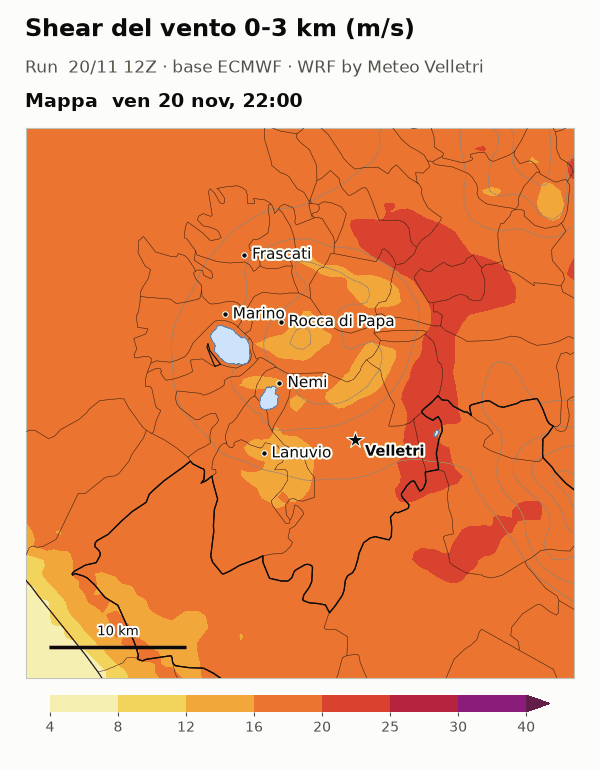 Shear del vento 0-3 km (m/s)
Run  20/11 12Z · base ECMWF · WRF by Meteo Velletri
Mappa  ven 20 nov, 22:00
Frascati
Marino
Rocca di Papa
Nemi
Velletri
Lanuvio
10 km
4 8 12 16 20 25 30 40